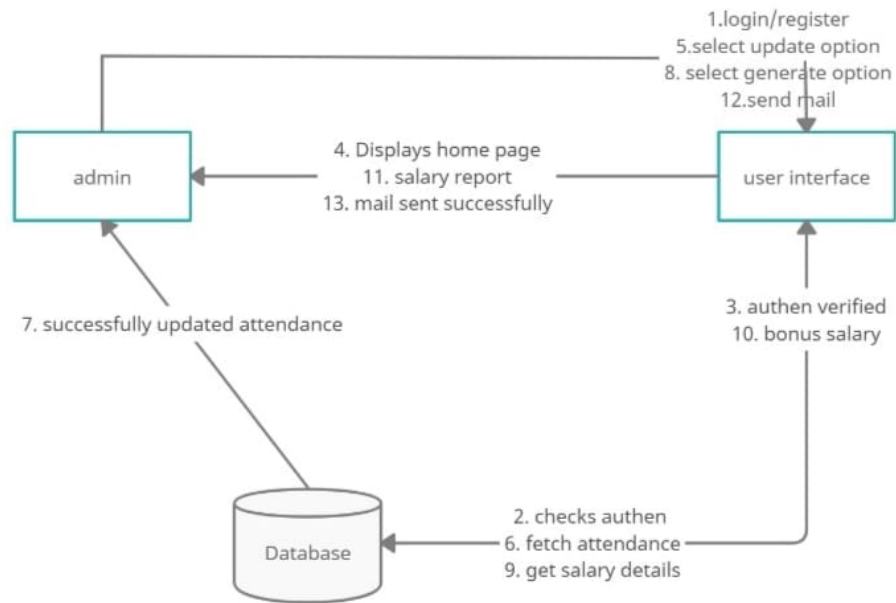 1.login/register
5.select update option
8. select generate option
12.send mail
admin
4. Displays home page
11. salary report
13. mail sent successfully
user interface
7. successfully updated attendance
3. authen verified
10. bonus salary
Database
2. checks authen
6. fetch attendance
9. get salary details